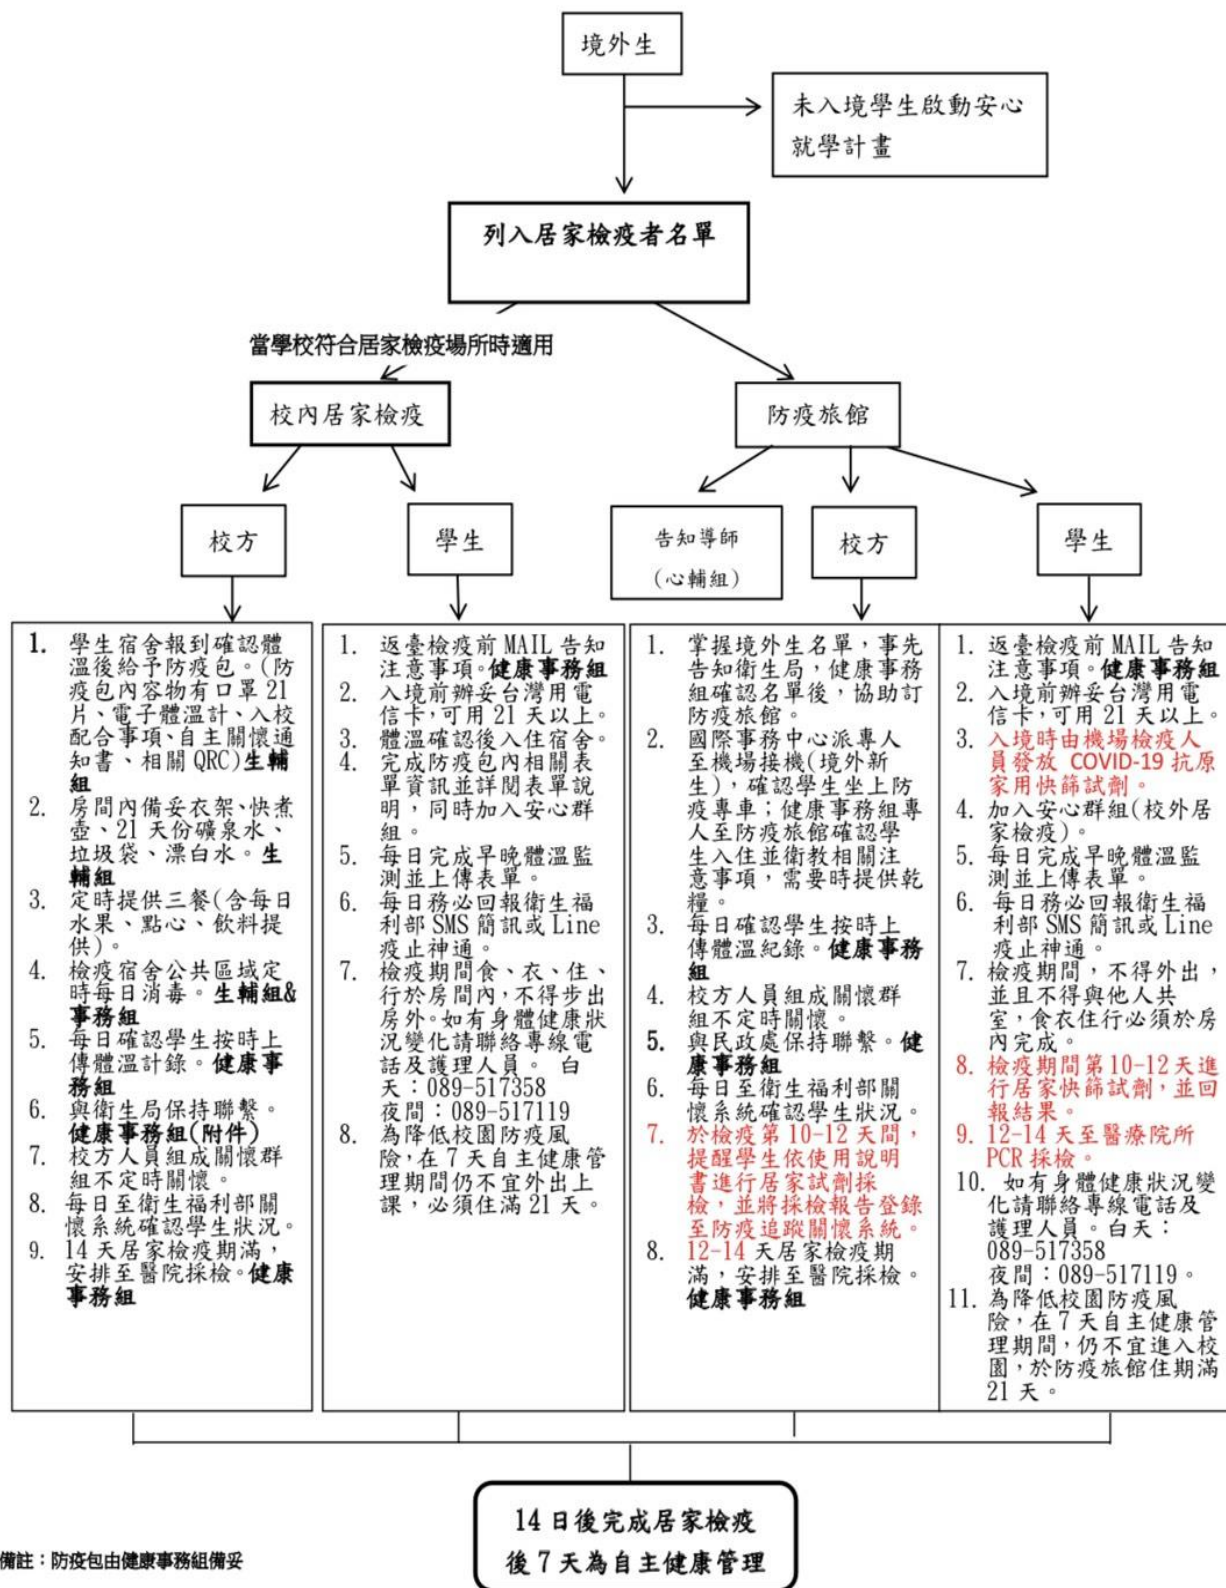 境外生
未入境學生啟動安心
就學計畫
列入居家檢疫者名單
當學校符合居家檢疫場所時適用
校內居家檢疫
防疫旅館
校方
學生
告知導師
(心輔組)
校方
學生
1. 學生宿舍報到確認體
溫後給予防疫包。(防
疫包內容物有口罩 21
片、電子體溫計、入校
配合事項、自主關懷通
知書、相關 QRC)生輔
組
2. 房間內備妥衣架、快煮
壺、21 天份礦泉水、
垃圾袋、漂白水。生
輔組
3. 定時提供三餐(含每日
水果、點心、飲料提
供)。
4. 檢疫宿舍公共區域定
時每日消毒。生輔組&
事務組
5. 每日確認學生按時上
傳體溫計錄。健康事
務組
6. 與衛生局保持聯繫。
健康事務組(附件)
7. 校方人員組成關懷群
組不定時關懷。
8. 每日至衛生福利部關
懷系統確認學生狀況。
9. 14 天居家檢疫期滿，
安排至醫院採檢。健康
事務組
1. 返臺檢疫前 MAIL 告知
注意事項。健康事務組
2. 入境前辦妥台灣用電
信卡，可用 21 天以上。
3. 體溫確認後入住宿舍。
4. 完成防疫包內相關表
單資訊並詳閱表單說
明，同時加入安心群
組。
5. 每日完成早晚體溫監
測並上傳表單。
6. 每日務必回報衛生福
利部 SMS 簡訊或 Line
疫止神通。
7. 檢疫期間食、衣、住、
行於房間內，不得步出
房外。如有身體健康狀
況變化請聯絡專線電
話及護理人員。 白
天：089-517358
夜間：089-517119
8. 為降低校園防疫風
險，在 7 天自主健康管
理期間仍不宜外出上
課，必須住滿 21 天。
1. 掌握境外生名單，事先
告知衛生局，健康事務
組確認名單後，協助訂
防疫旅館。
2. 國際事務中心派專人
至機場接機(境外新
生)，確認學生坐上防
疫專車；健康事務組專
人至防疫旅館確認學
生入住並衛教相關注
意事項，需要時提供乾
糧。
3. 每日確認學生按時上
傳體溫紀錄。健康事務
組
4. 校方人員組成關懷群
組不定時關懷。
5. 與民政處保持聯繫。健
康事務組
6. 每日至衛生福利部關
懷系統確認學生狀況。
7. 於檢疫第 10-12 天間，
提醒學生依使用說明
書進行居家試劑採
檢，並將採檢報告登錄
至防疫追蹤關懷系統。
8. 12-14 天居家檢疫期
滿，安排至醫院採檢。
健康事務組
1. 返臺檢疫前 MAIL 告知
注意事項。健康事務組
2. 入境前辦妥台灣用電
信卡，可用 21 天以上。
3. 入境時由機場檢疫人
員發放 COVID-19 抗原
家用快篩試劑。
4. 加入安心群組(校外居
家檢疫)。
5. 每日完成早晚體溫監
測並上傳表單。
6. 每日務必回報衛生福
利部 SMS 簡訊或 Line
疫止神通。
7. 檢疫期間，不得外出，
並且不得與他人共
室，食衣住行必須於房
內完成。
8. 檢疫期間第 10-12 天進
行居家快篩試劑，並回
報結果。
9. 12-14 天至醫療院所
PCR 採檢。
10. 如有身體健康狀況變
化請聯絡專線電話及
護理人員。白天：
089-517358
夜間：089-517119。
11. 為降低校園防疫風
險，在 7 天自主健康管
理期間，仍不宜進入校
園，於防疫旅館住期滿
21 天。
14 日後完成居家檢疫
後 7 天為自主健康管理
備註：防疫包由健康事務組備妥